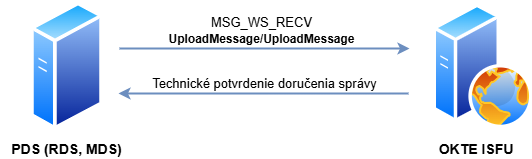 MSG_WS_RECV
UploadMessage/UploadMessage
Technické potvrdenie doručenia správy
PDS (RDS, MDS)
OKTE ISFU